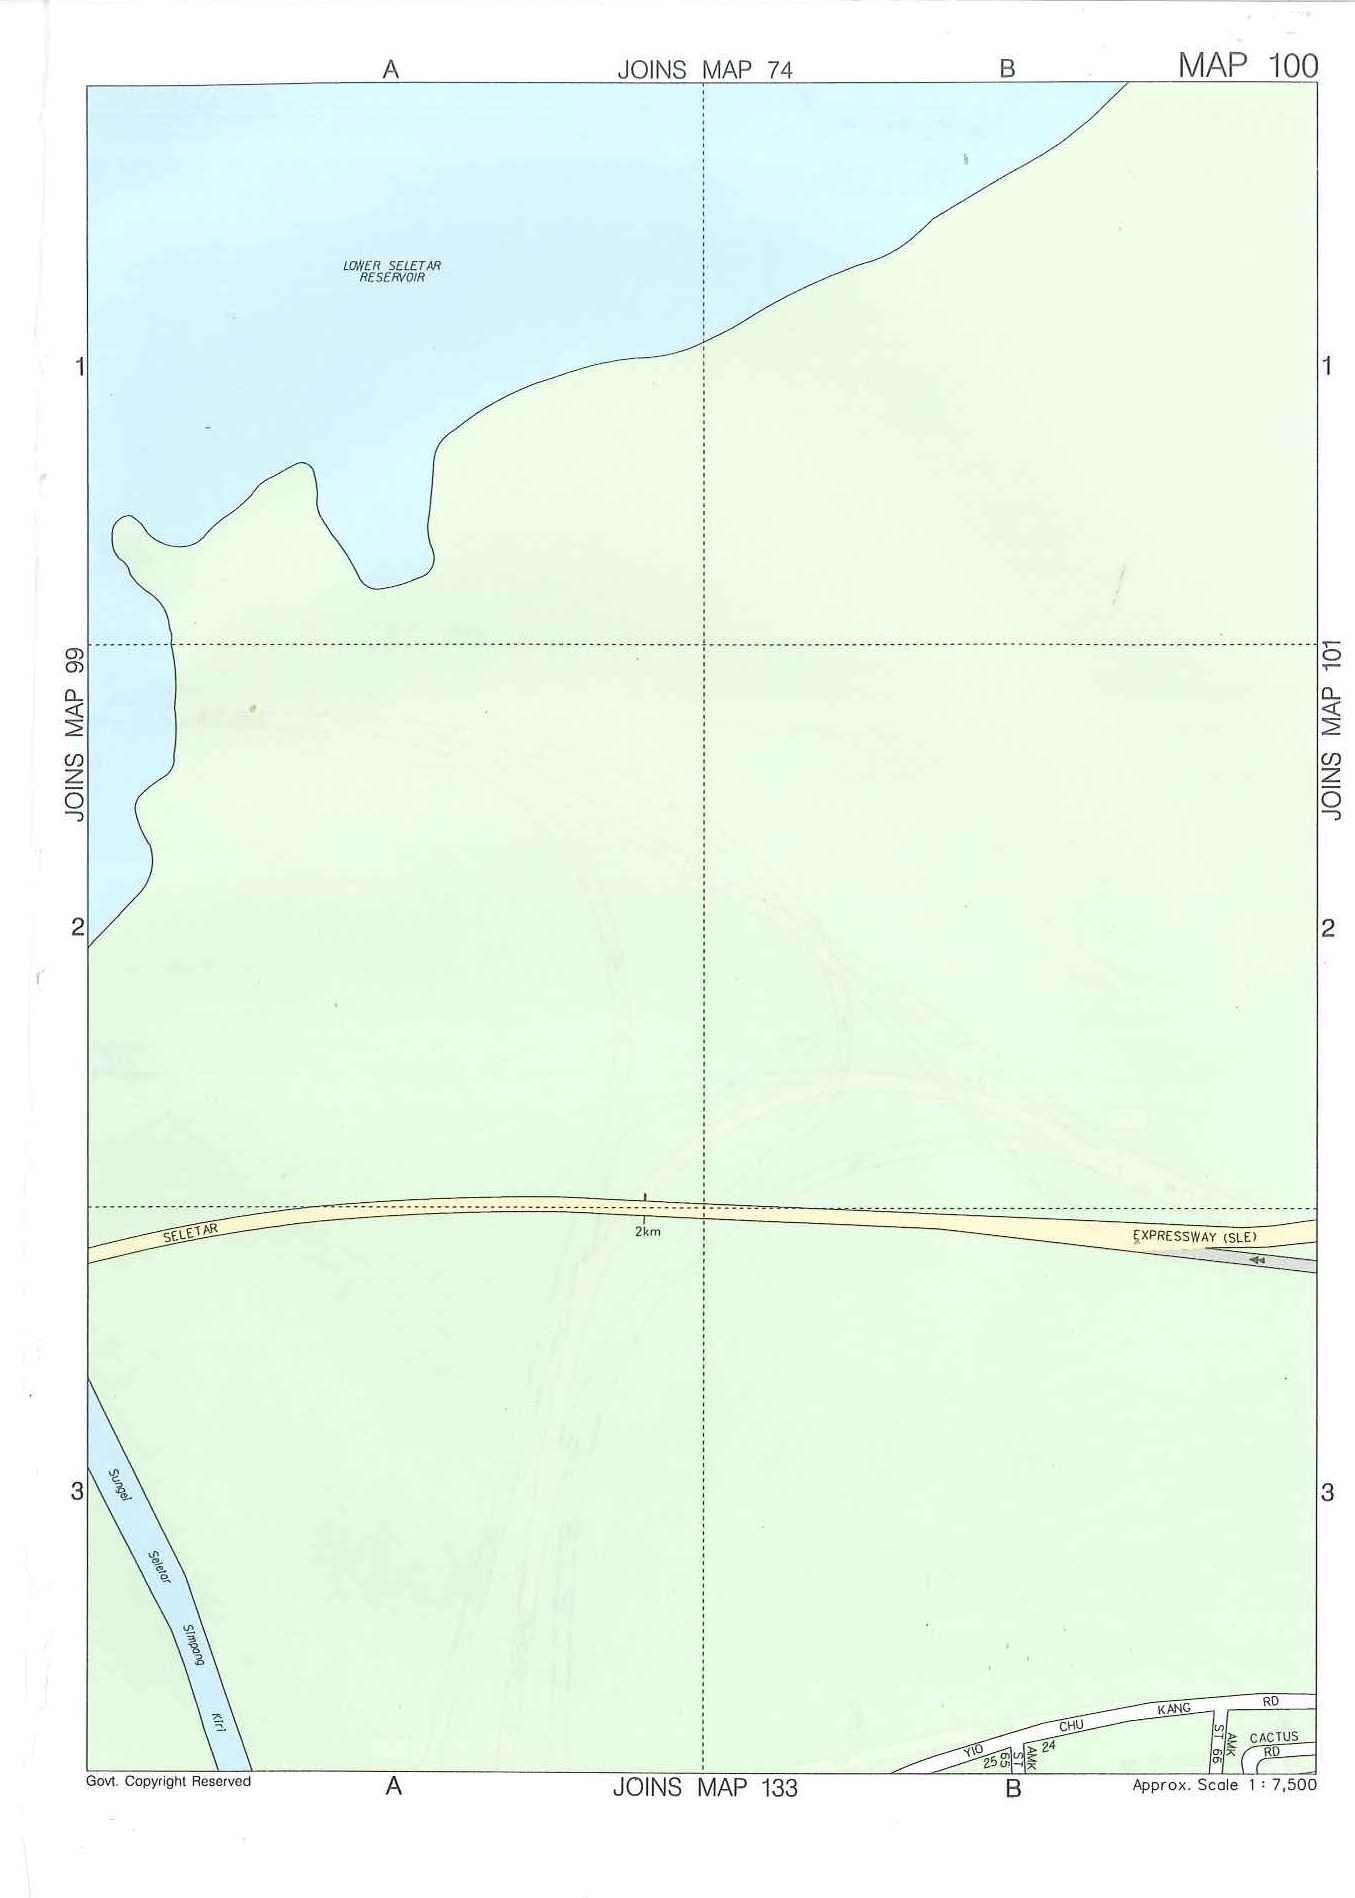 A
JOINS MAP 74
B
MAP 100
LOWER SELETAR
RESERVOIR
1
1
JOINS MAP 99
JOINS MAP 101
2
2
SELETAR
2km
EXPRESSWAY (SLE)
3
3
Sungei
Seletar
Simpang
Kiri
YIO
CHU
KANG
RD
25
ST 65
AMK
24
ST 66
AMK
CACTUS
RD
Govt. Copyright Reserved
A
JOINS MAP 133
B
Approx. Scale 1 : 7,500